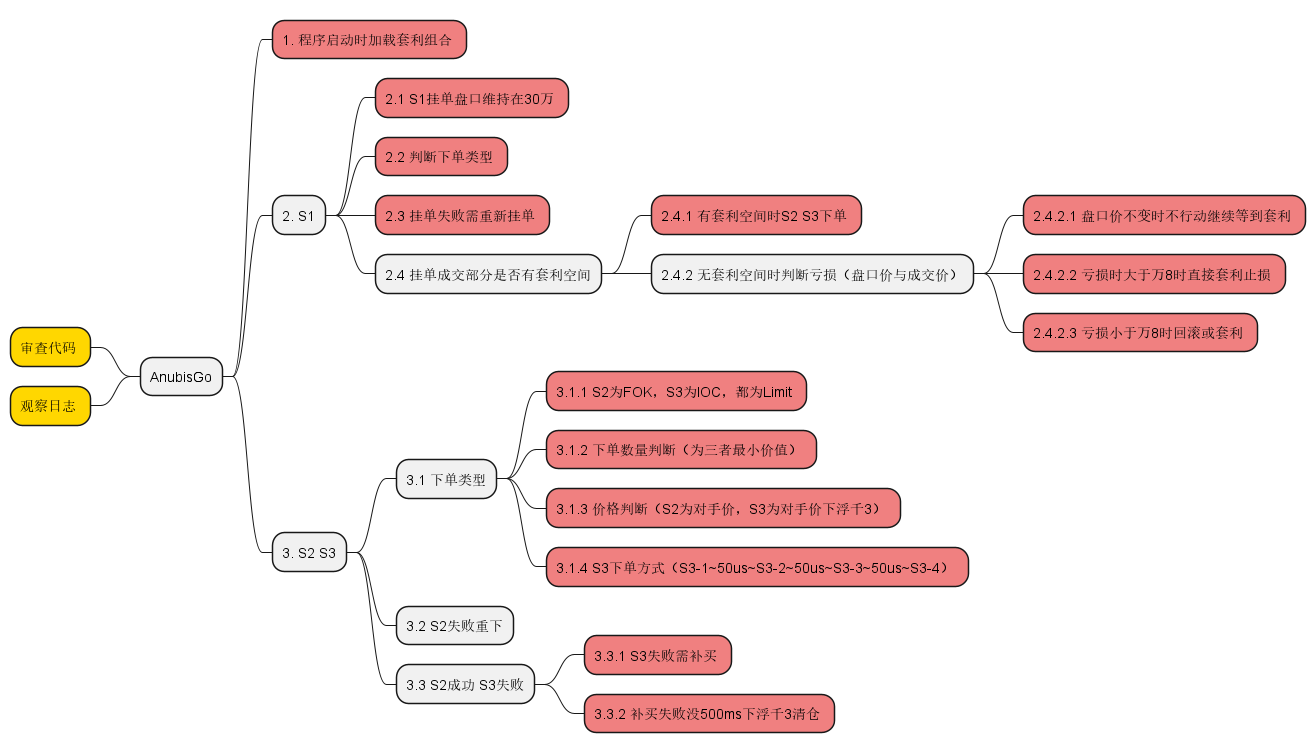 1. 程序启动时加载套利组合
2.1 S1挂单盘口维持在30万
2.2 判断下单类型
2. S1
2.3 挂单失败需重新挂单
2.4 挂单成交部分是否有套利空间
2.4.1 有套利空间时S2 S3下单
2.4.2 无套利空间时判断亏损（盘口价与成交价）
2.4.2.1 盘口价不变时不行动继续等到套利
2.4.2.2 亏损时大于万8时直接套利止损
2.4.2.3 亏损小于万8时回滚或套利
审查代码
观察日志
AnubisGo
3. S2 S3
3.1 下单类型
3.1.1 S2为FOK，S3为IOC，都为Limit
3.1.2 下单数量判断（为三者最小价值）
3.1.3 价格判断（S2为对手价，S3为对手价下浮千3）
3.1.4 S3下单方式（S3-1~50us~S3-2~50us~S3-3~50us~S3-4）
3.2 S2失败重下
3.3 S2成功 S3失败
3.3.1 S3失败需补买
3.3.2 补买失败没500ms下浮千3清仓